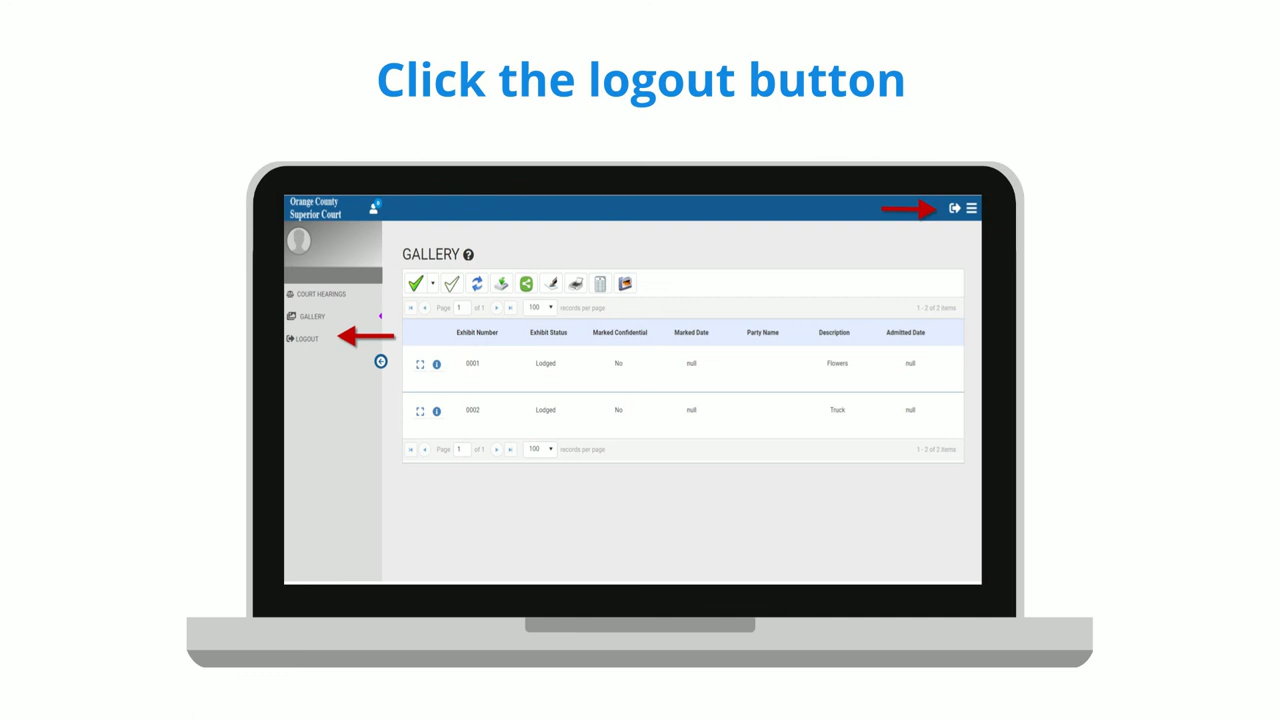 Click the logout button
Orange County
Superior Court
0
GALLERY
COURT HEARINGS
GALLERY
LOGOUT
Page 1 of 1 100 records per page 1 - 2 of 2 items
Exhibit Number Exhibit Status Marked Confidential Marked Date Party Name Description Admitted Date
0001 Lodged No null Flowers null
0002 Lodged No null Truck null
Page 1 of 1 100 records per page 1 - 2 of 2 items